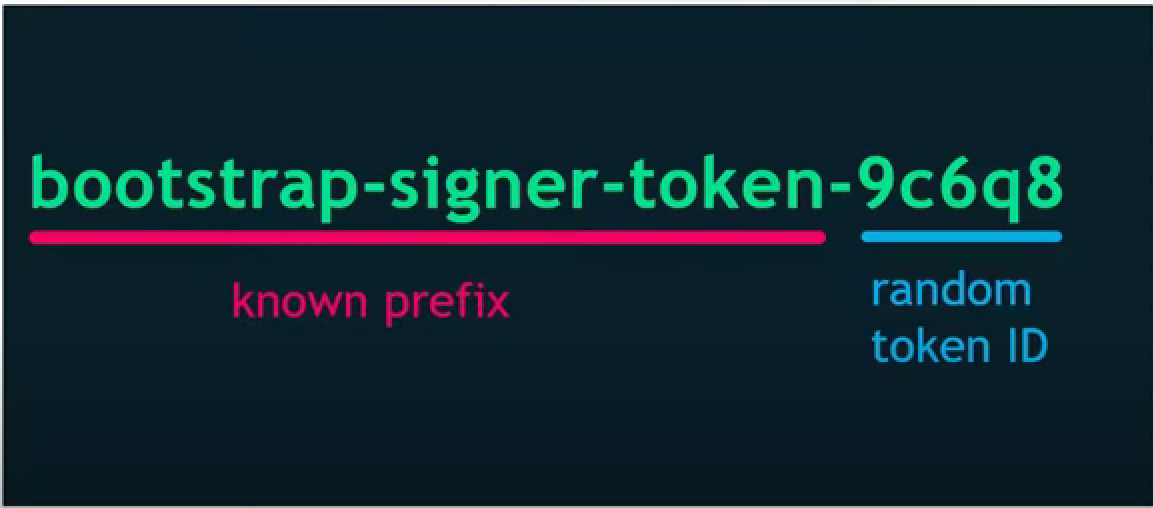 bootstrap-signer-token-9c6q8
known prefix
random
token ID